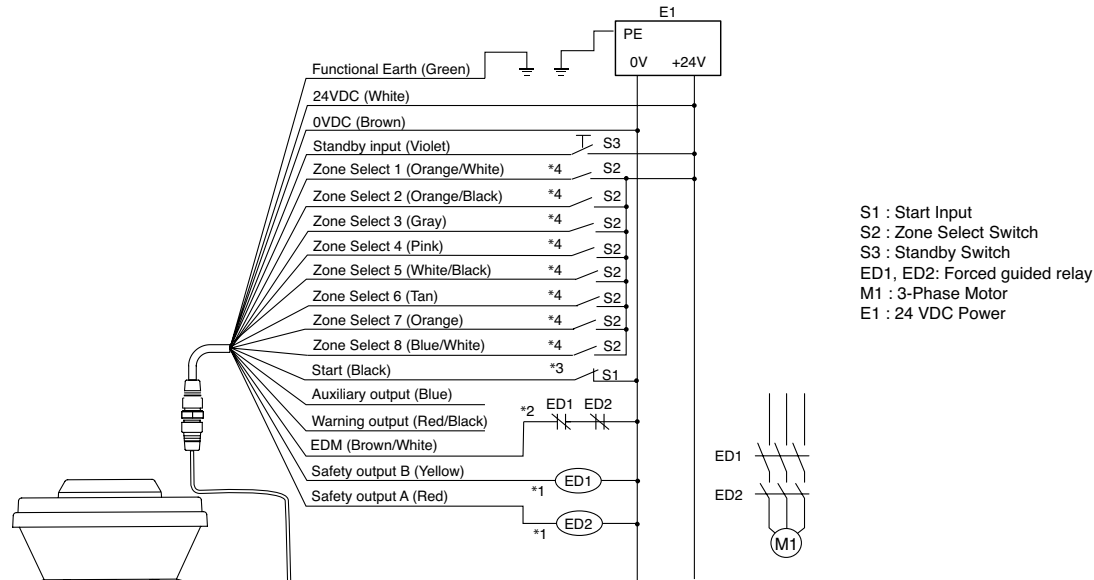 E1
PE
0V +24V
Functional Earth (Green)
24VDC (White)
0VDC (Brown)
Standby input (Violet) S3
Zone Select 1 (Orange/White) *4 S2
Zone Select 2 (Orange/Black) *4 S2
Zone Select 3 (Gray) *4 S2
Zone Select 4 (Pink) *4 S2
Zone Select 5 (White/Black) *4 S2
Zone Select 6 (Tan) *4 S2
Zone Select 7 (Orange) *4 S2
Zone Select 8 (Blue/White) *4 S2
Start (Black) *3 S1
Auxiliary output (Blue)
Warning output (Red/Black) *2 ED1 ED2
EDM (Brown/White)
Safety output B (Yellow) *1 ED1
Safety output A (Red) *1 ED2
S1 : Start Input
S2 : Zone Select Switch
S3 : Standby Switch
ED1, ED2: Forced guided relay
M1 : 3-Phase Motor
E1 : 24 VDC Power
ED1
ED2
M1